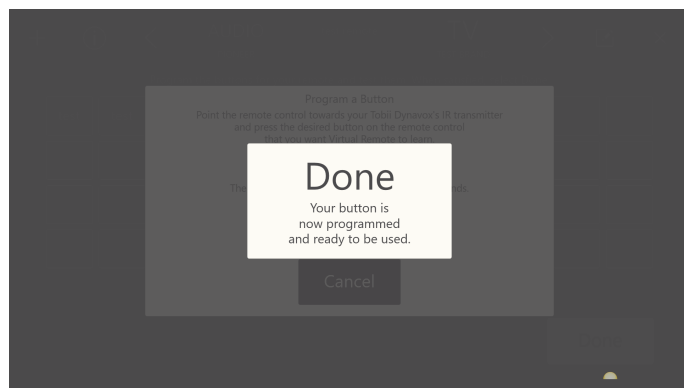 Program a Button
Point the remote control towards your Tobii Dynavox's IR transmitter
and press the desired button on the remote control
that you want Virtual Remote to learn.
Done
Your button is
now programmed
and ready to be used.
Cancel